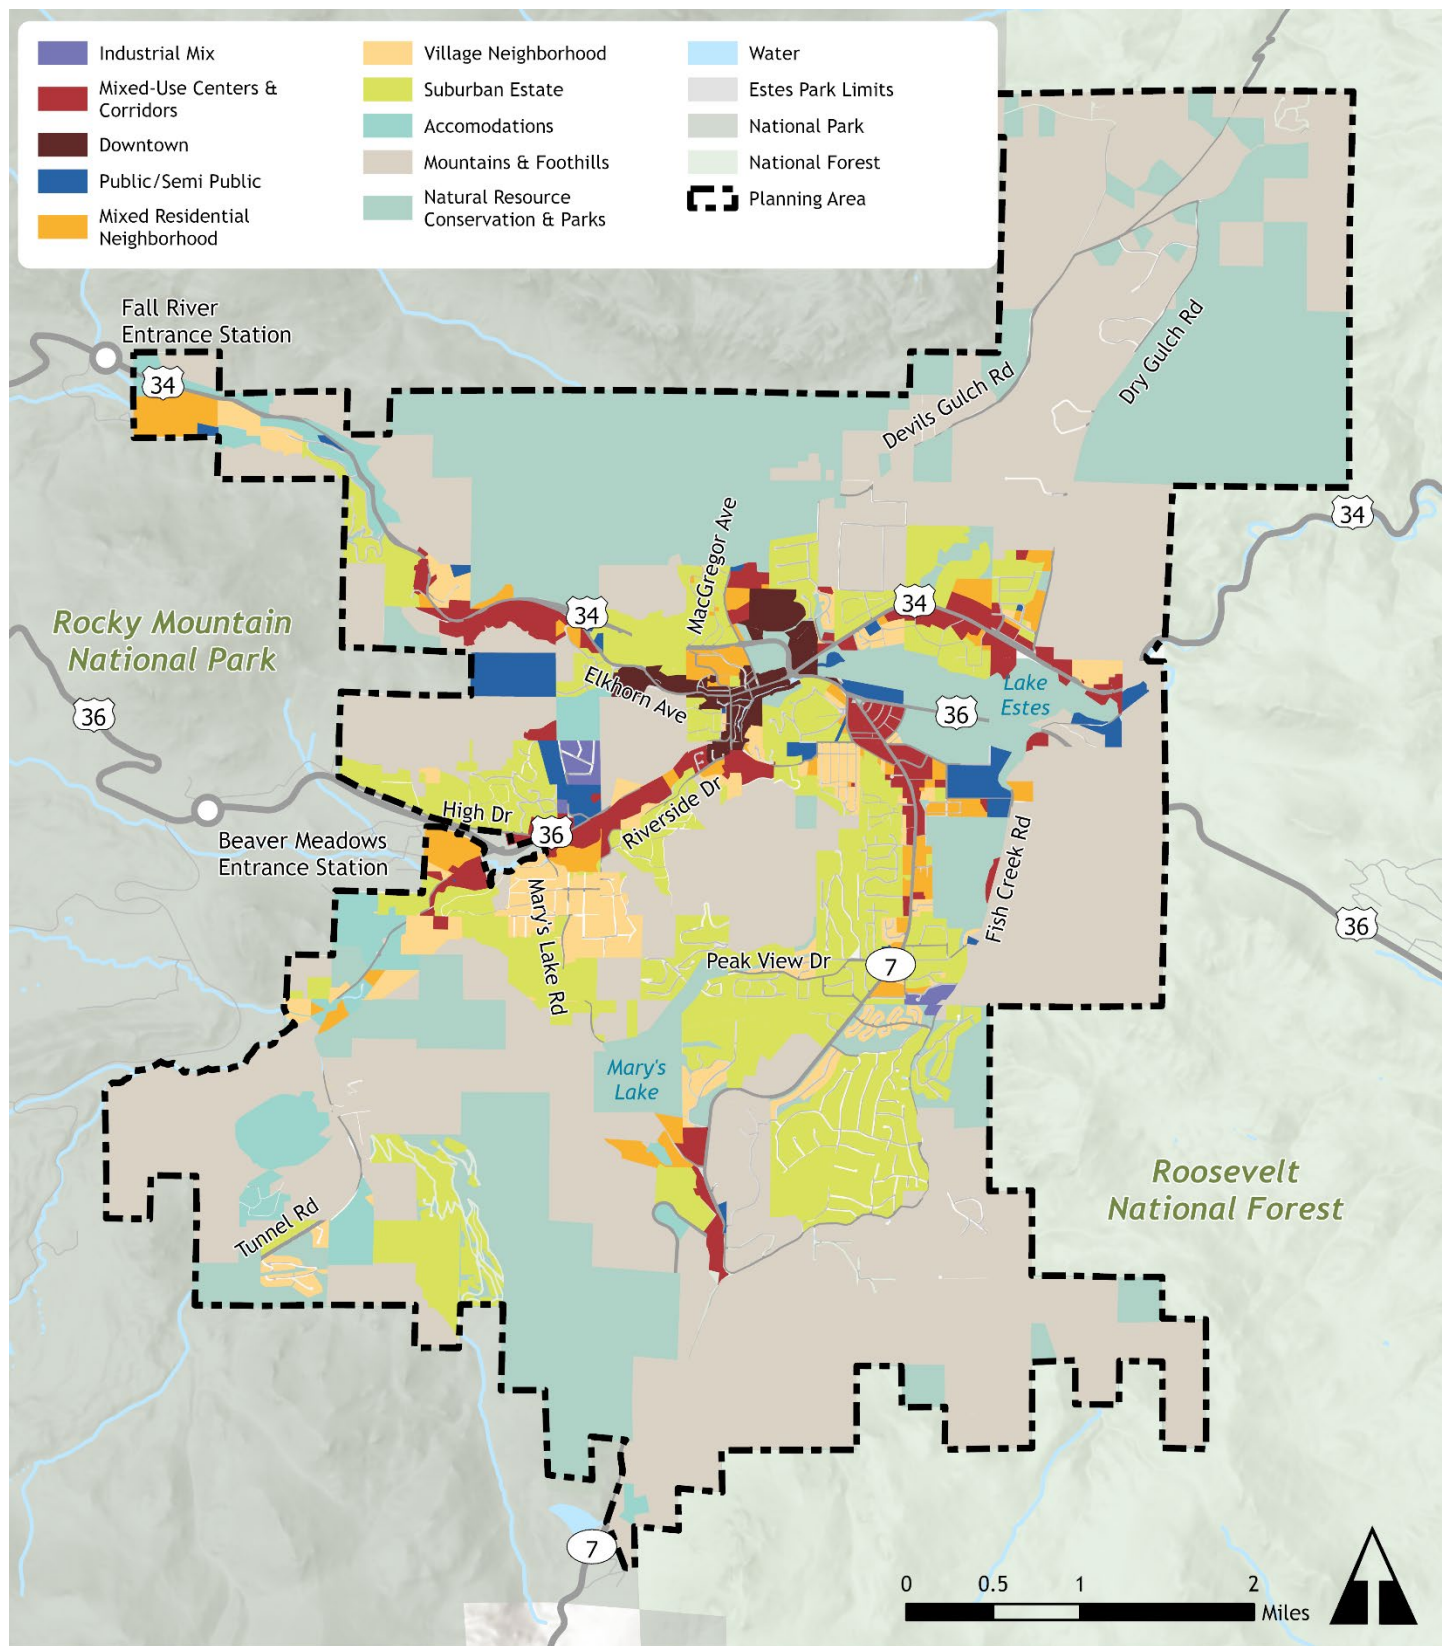 Industrial Mix
Mixed-Use Centers &
Corridors
Downtown
Public/Semi Public
Mixed Residential
Neighborhood
Village Neighborhood
Suburban Estate
Accomodations
Mountains & Foothills
Natural Resource
Conservation & Parks
Water
Estes Park Limits
National Park
National Forest
Planning Area
Fall River
Entrance Station
34
Devils Gulch Rd
Dry Gulch Rd
34
MacGregor Ave
34
34
Rocky Mountain
National Park
36
Elkhorn Ave
36
Lake
Estes
High Dr
36
Riverside Dr
Beaver Meadows
Entrance Station
Mary's Lake Rd
Fish Creek Rd
36
Peak View Dr
7
Mary's
Lake
Roosevelt
National Forest
Tunnel Rd
7
0
0.5
1
2
Miles